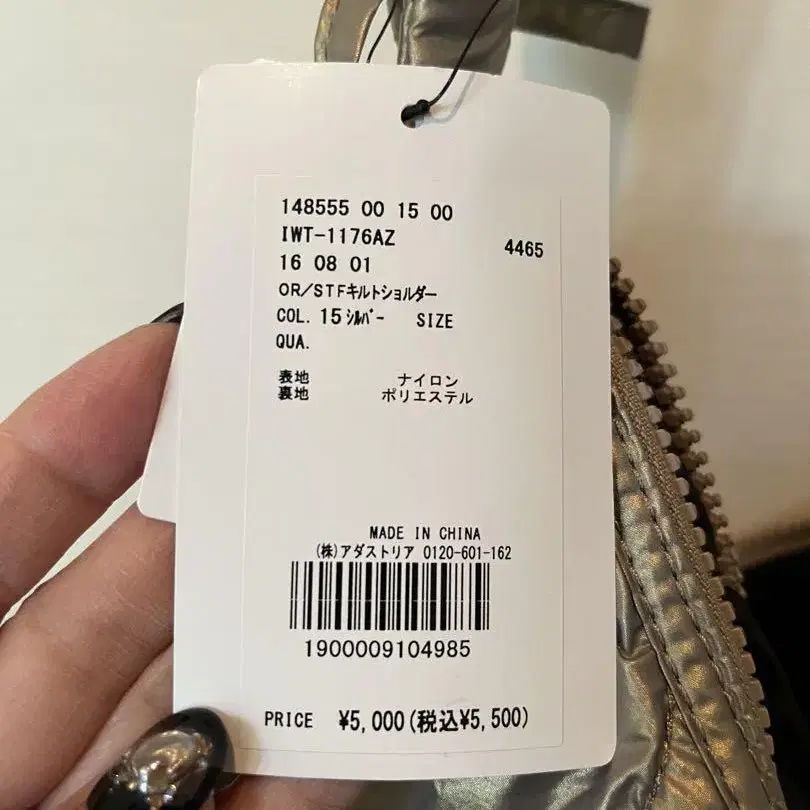 148555 00 15 00
IWT-1176AZ
4465
16 08 01
OR/STFキルトショルダー
COL. 15 シルバー SIZE
QUA.
表地 ナイロン
裏地 ポリエステル
MADE IN CHINA
(株)アダストリア 0120-601-162
1900009104985
PRICE ¥5,000(税込¥5,500)